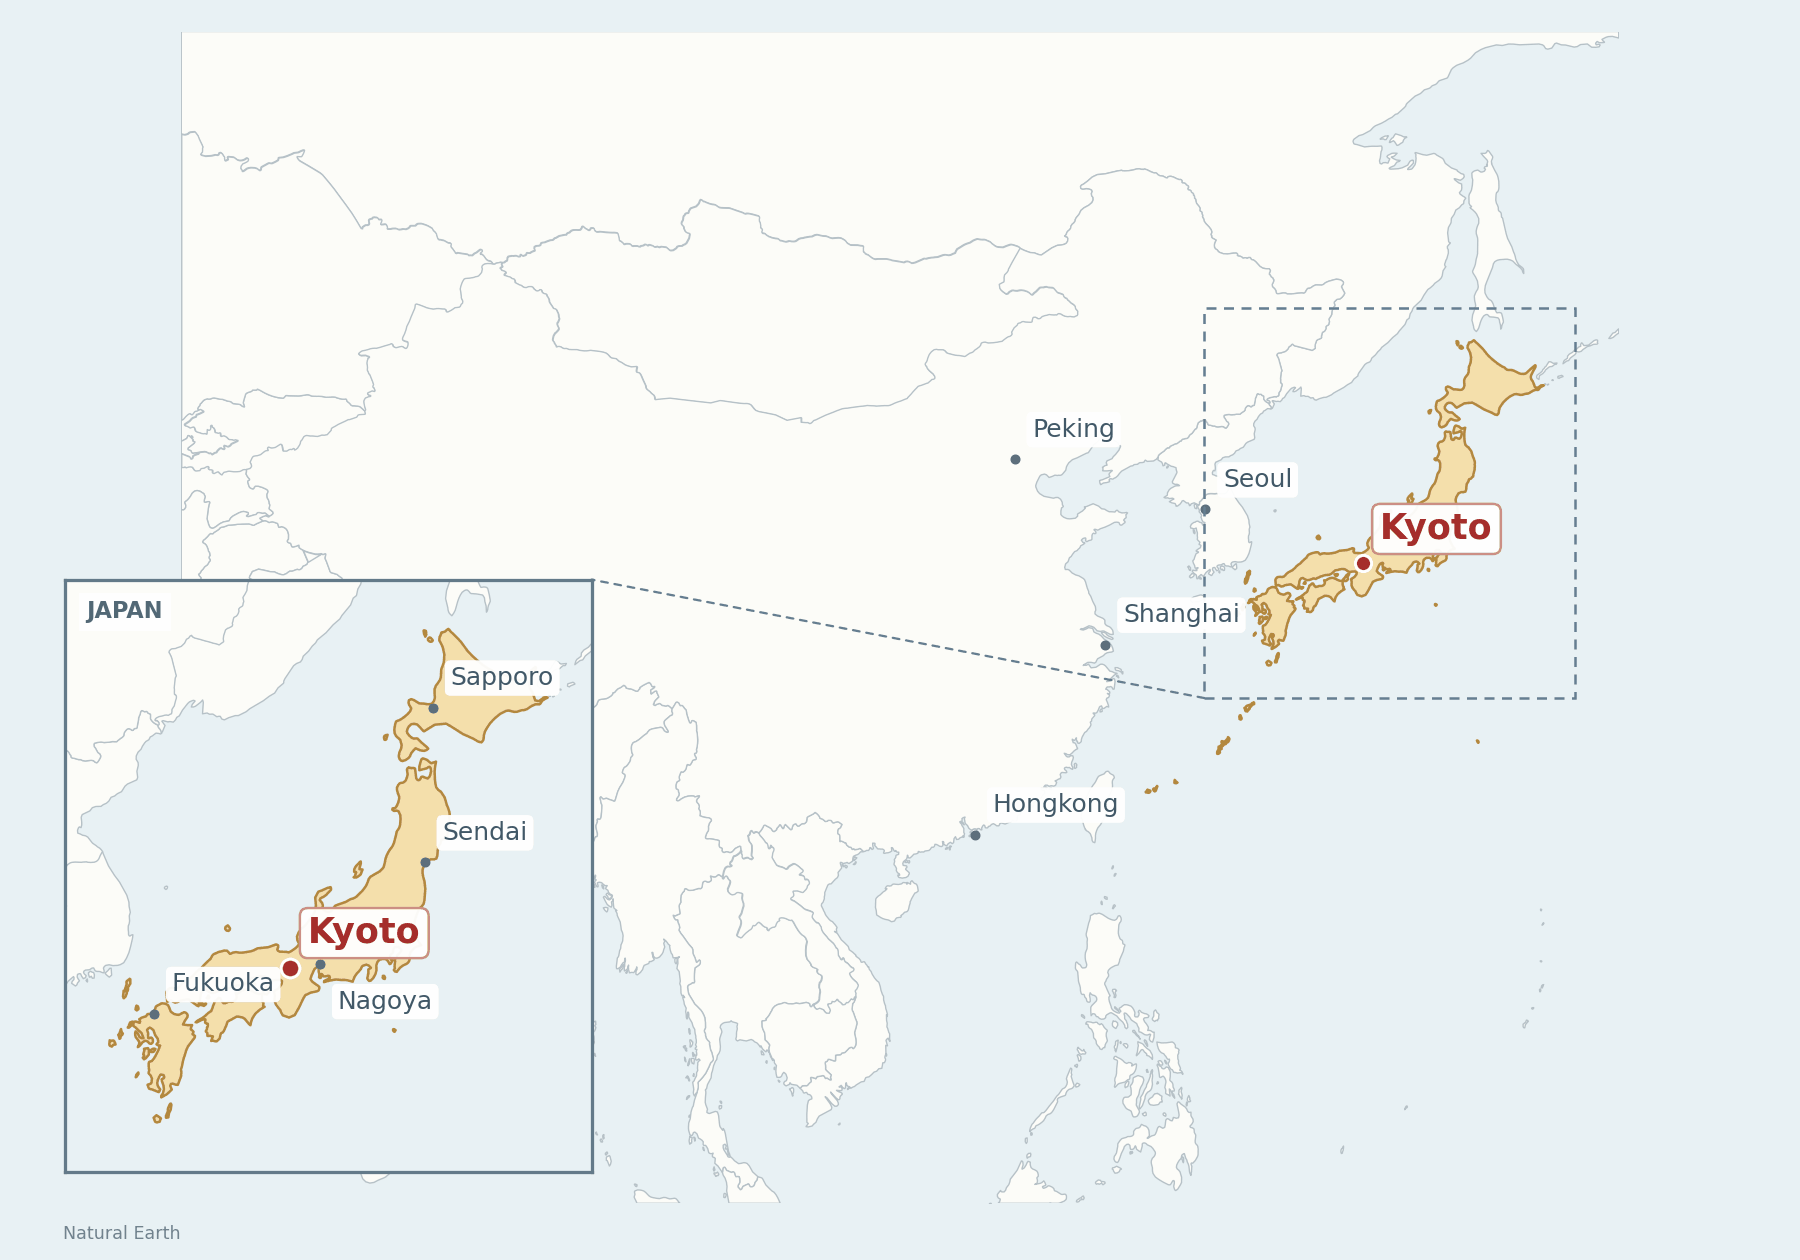 Peking
Seoul
Kyoto
Shanghai
Hongkong
JAPAN
Sapporo
Sendai
Kyoto
Fukuoka
Nagoya
Natural Earth